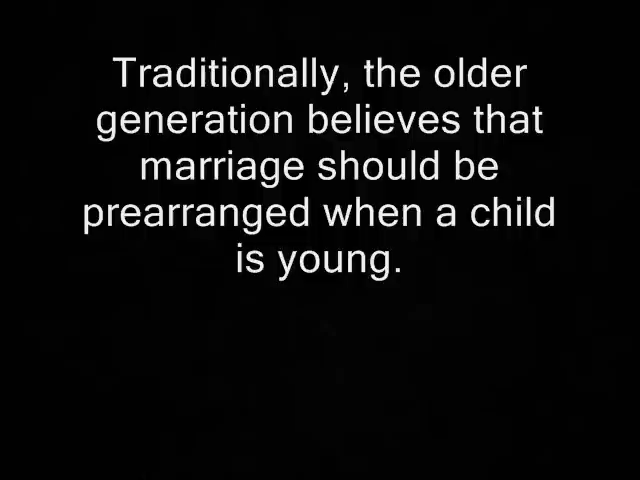 Traditionally, the older
generation believes that
marriage should be
prearranged when a child
is young.